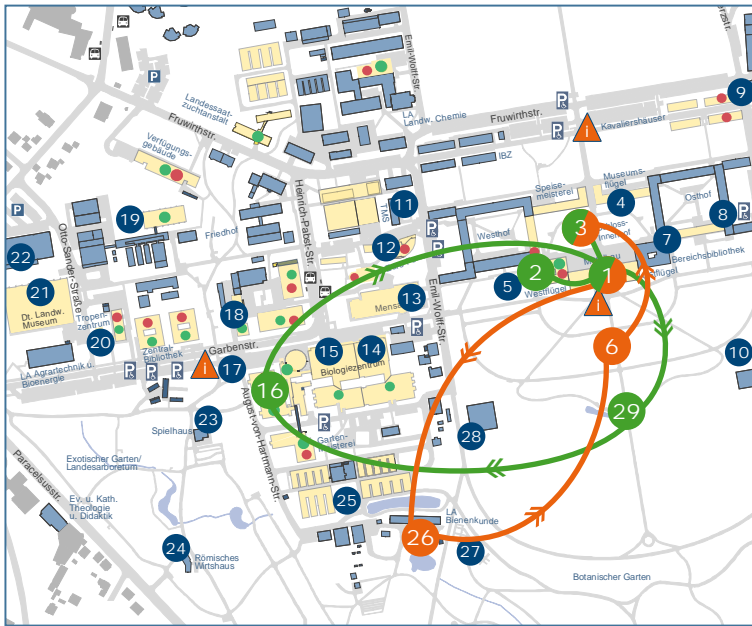 9
Emil-Wolff-Str.
Landessaat-
zuchtanstalt
LA
Landw. Chemie
Fruwirthstr.
Fruwirthstr.
i
Kavaliershäuser
Verfügungs-
gebäude
IBZ
Museums-
flügel
Speise-
meisterei
4
Osthof
11
TMS
Heinrich-Pabst-Str.
19
Friedhof
Otto-Sander-Straße
3
Schloss-
Innenhof
8
7
Westhof
12
22
Bereichsbibliothek
2
1
5
Westflügel
i
21
Dt. Landw.
Museum
Tropen-
zentrum
18
13
Mensa
Emil-Wolff-Str.
20
Garbenstr.
Zentral-
Bibliothek
i
17
15
14
Biologiezentrum
6
10
LA Agrartechnik u.
Bioenergie
16
August-von-Hartmann-Str.
29
23
Spielhaus
Garten-
meisterei
28
Exotischer Garten/
Landesarboretum
Paracelsusstr.
Ev. u. Kath.
Theologie
u. Didaktik
25
LA
Bienenkunde
26
27
24
Römisches
Wirtshaus
Botanischer Garten
P
P
P
P
P
P
P
P
P
P
P
P
P